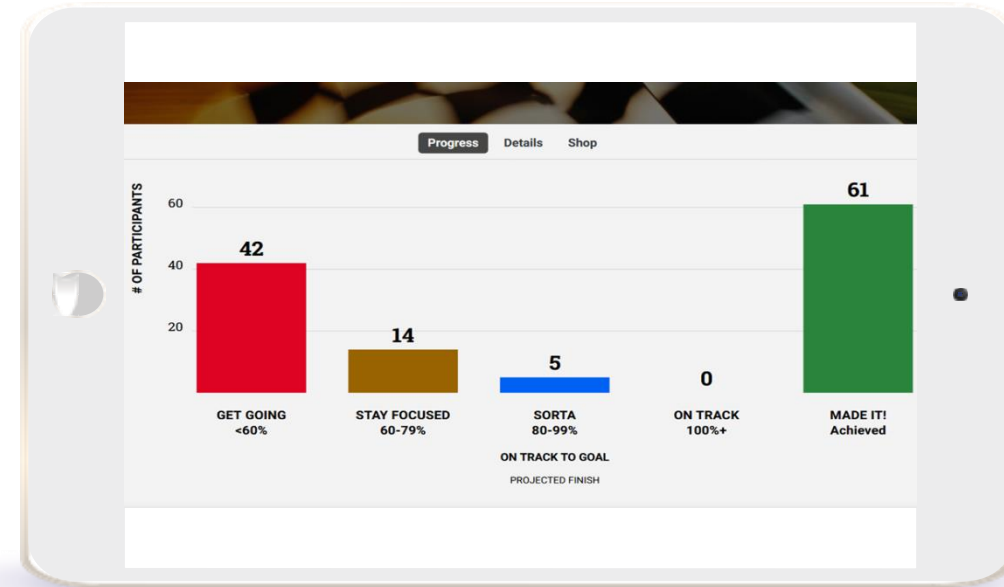 Progress Details Shop
# OF PARTICIPANTS
60
40
20
42
14
5
0
61
GET GOING
<60%
STAY FOCUSED
60-79%
SORTA
80-99%
ON TRACK
100%+
MADE IT!
Achieved
ON TRACK TO GOAL
PROJECTED FINISH